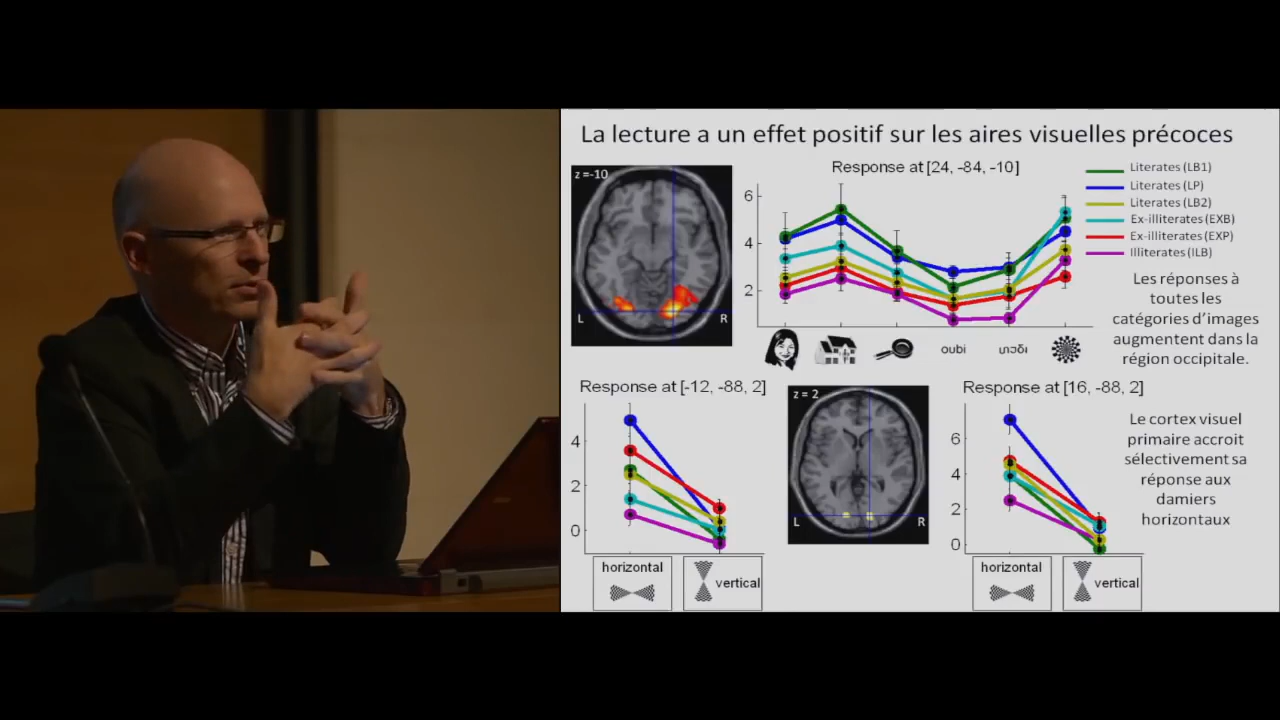 La lecture a un effet positif sur les aires visuelles précoces
z =-10
L
R
Response at [24, -84, -10]
6
4
2
oubi
Literates (LB1)
Literates (LP)
Literates (LB2)
Ex-illiterates (EXB)
Ex-illiterates (EXP)
Illiterates (ILB)
Les réponses à
toutes les
catégories d'images
augmentent dans la
région occipitale.
Response at [-12, -88, 2]
4
2
0
horizontal
vertical
z = 2
L
R
Response at [16, -88, 2]
6
4
2
0
horizontal
vertical
Le cortex visuel
primaire accroit
sélectivement sa
réponse aux
damiers
horizontaux